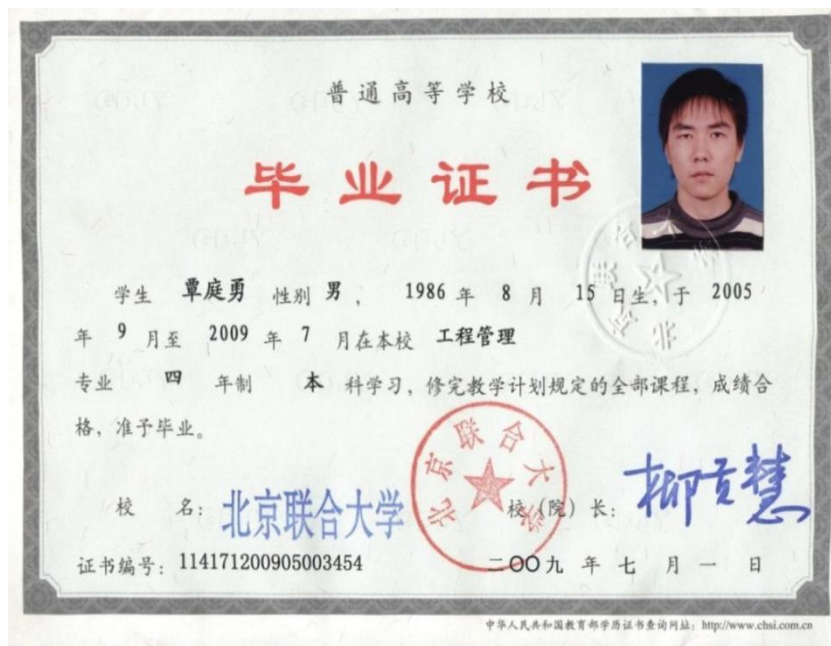 普通高等学校
毕业证书
学生 覃庭勇 性别 男 , 1986 年 8 月 15 日生, 于 2005
年 9 月至 2009 年 7 月在本校 工程管理
专业 四 年制 本 科学习, 修完教学计划规定的全部课程, 成绩合
格, 准予毕业。
北京联合大学
校 名: 北京联合大学 校(院)长: 柳贡慧
证书编号: 114171200905003454 二〇〇九 年 七 月 一 日
中华人民共和国教育部学历证书查询网址: http://www.chsi.com.cn